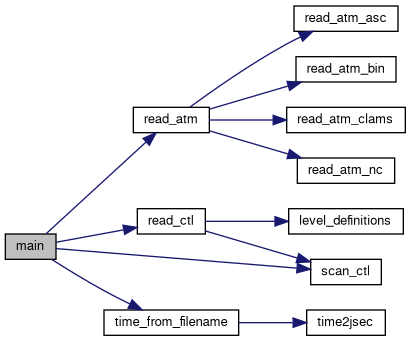 main
read_atm
read_atm_asc
read_atm_bin
read_atm_clams
read_atm_nc
read_ctl
level_definitions
scan_ctl
time_from_filename
time2jsec